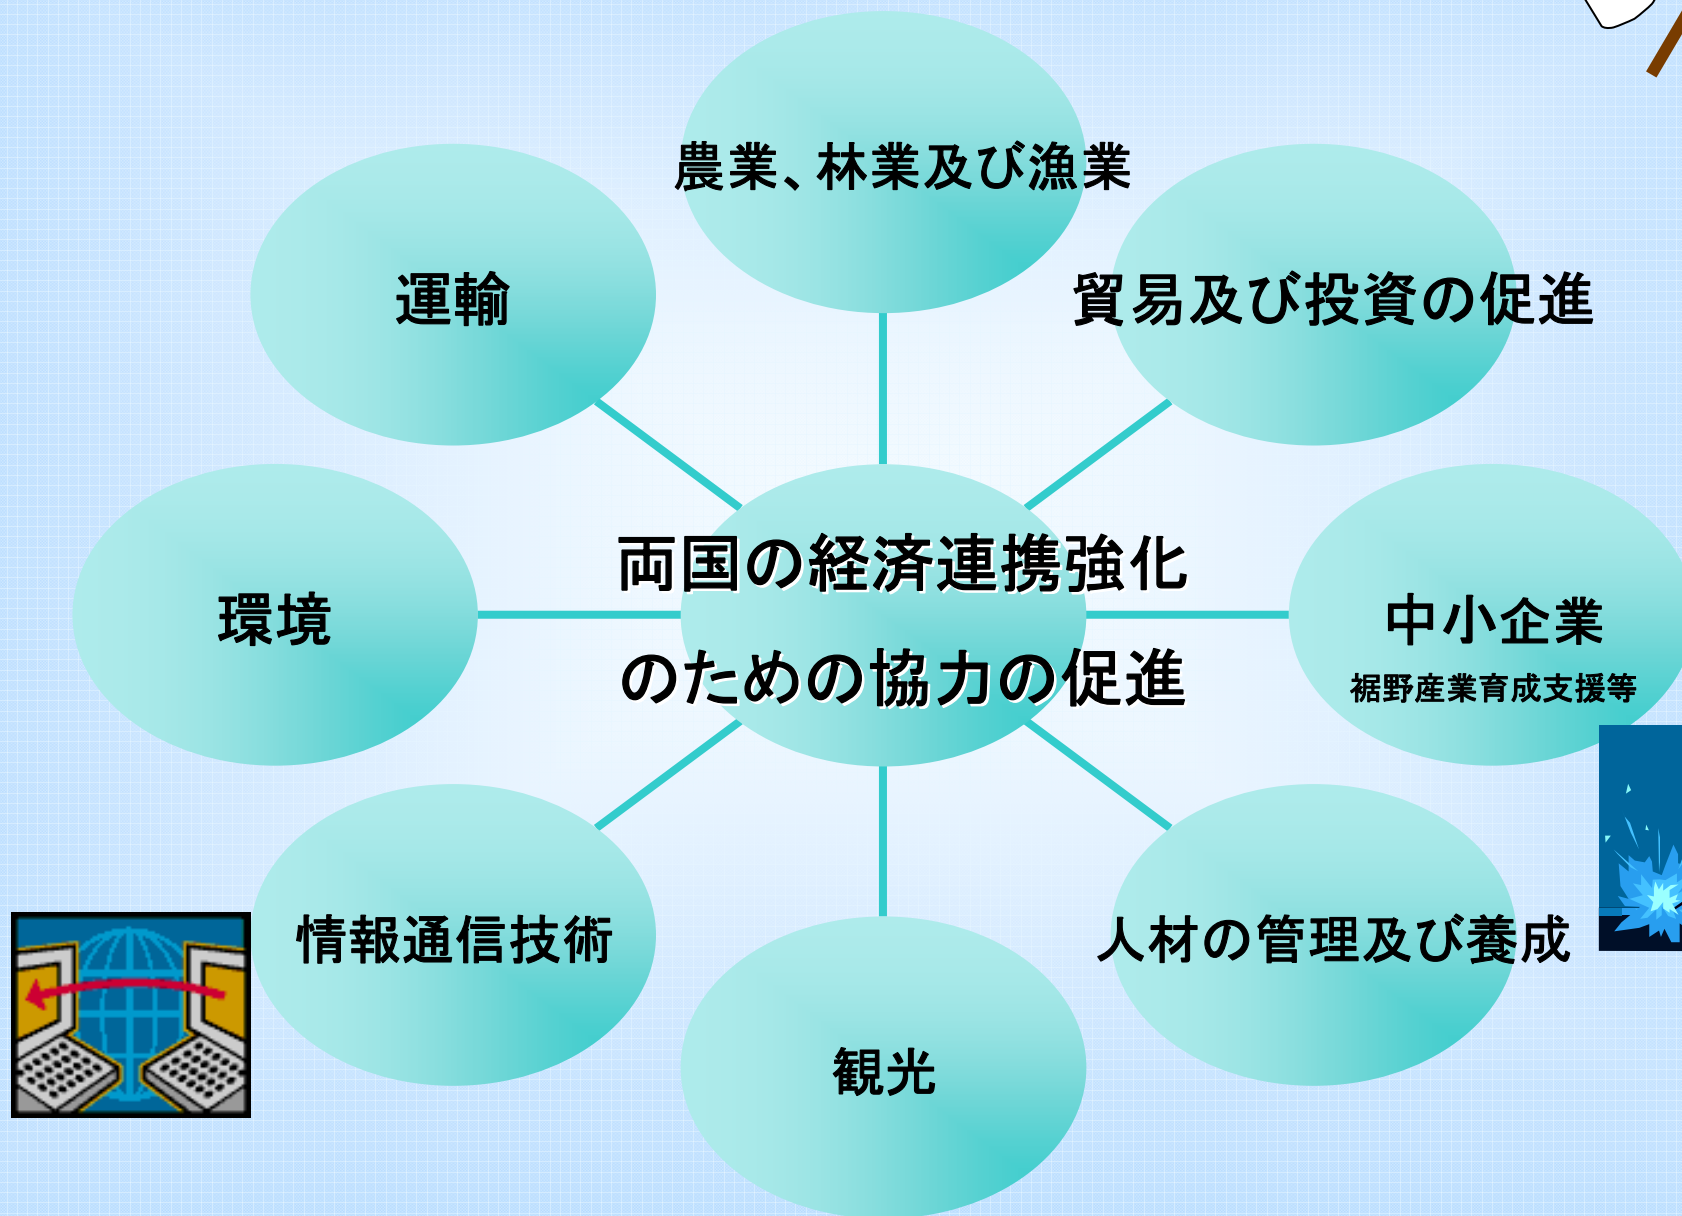 農業、林業及び漁業
運輸
貿易及び投資の促進
両国の経済連携強化
のための協力の促進
環境
中小企業
裾野産業育成支援等
情報通信技術
人材の管理及び養成
観光